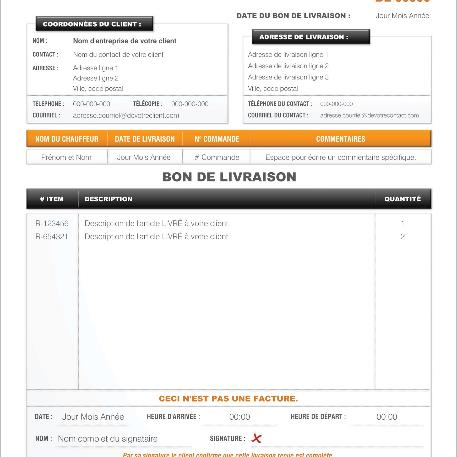 DATE DU BON DE LIVRAISON : Jour Mois Année
COORDONNÉES DU CLIENT :
NOM : Nom d'entreprise de votre client
CONTACT : Nom du contact de votre client
ADRESSE : Adresse ligne 1
Adresse ligne 2
Ville, code postal
TÉLÉPHONE : 000-000-000 TÉLÉCOPIE : 000-000-000
COURRIEL : adresse.courriel@devotreclient.com
ADRESSE DE LIVRAISON :
Adresse de livraison ligne 1
Adresse de livraison ligne 2
Adresse de livraison ligne 3
Ville, code postal
TÉLÉPHONE DU CONTACT : 000-000-000
COURRIEL DU CONTACT : adresse.courriel@devotrecontact.com
NOM DU CHAUFFEUR DATE DE LIVRAISON N° COMMANDE COMMENTAIRES
Prénom et Nom Jour Mois Année # Commande Espace pour écrire un commentaire spécifique.
BON DE LIVRAISON
# ITEM DESCRIPTION QUANTITÉ
R-123456 Description de l'article LIVRÉ à votre client 1
R-654321 Description de l'article LIVRÉ à votre client 2
CECI N'EST PAS UNE FACTURE.
DATE : Jour Mois Année HEURE D'ARRIVÉE : 00:00 HEURE DE DÉPART : 00:00
NOM : Nom complet du signataire SIGNATURE : X
Par sa signature le client confirme que cette livraison reçue est complète